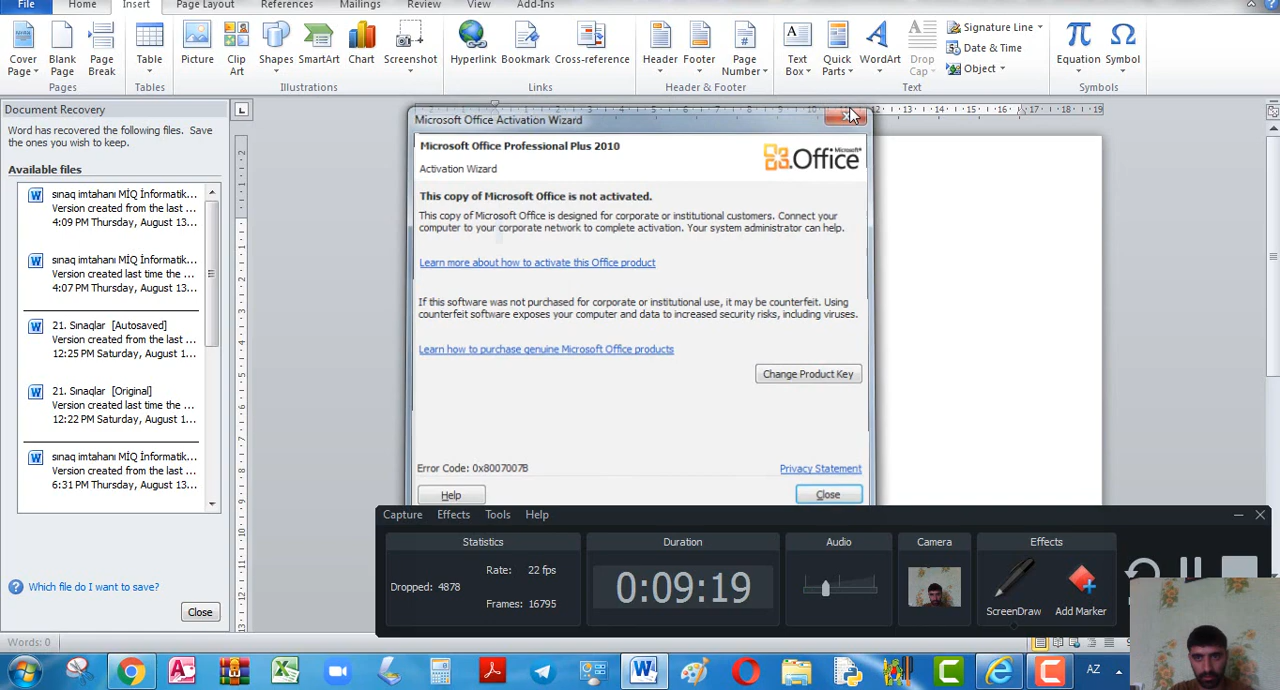 File Home Insert Page Layout References Mailings Review View Add-Ins
Cover Page
Blank Page
Page Break
Table
Picture
Clip Art
Shapes
SmartArt
Chart
Screenshot
Hyperlink
Bookmark
Cross-reference
Header
Footer
Page Number
Text Box
Quick Parts
WordArt
Drop Cap
Signature Line
Date & Time
Object
Equation
Symbol
Pages Tables Illustrations Links Header & Footer Text Symbols
Document Recovery
Word has recovered the following files. Save
the ones you wish to keep.
Available files
sınaq imtahanı MİQ İnformatik...
Version created from the last ...
4:09 PM Thursday, August 13...
sınaq imtahanı MİQ İnformatik...
Version created last time the ...
4:07 PM Thursday, August 13...
21. Sınaqlar [Autosaved]
Version created from the last ...
12:25 PM Saturday, August 1...
21. Sınaqlar [Original]
Version created last time the ...
12:22 PM Saturday, August 1...
sınaq imtahanı MİQ İnformatik...
Version created from the last ...
6:31 PM Thursday, August 13...
Which file do I want to save?
Close
Microsoft Office Activation Wizard
Microsoft Office Professional Plus 2010
Microsoft Office
Activation Wizard
This copy of Microsoft Office is not activated.
This copy of Microsoft Office is designed for corporate or institutional customers. Connect your
computer to your corporate network to complete activation. Your system administrator can help.
Learn more about how to activate this Office product
If this software was not purchased for corporate or institutional use, it may be counterfeit. Using
counterfeit software exposes your computer and data to increased security risks, including viruses.
Learn how to purchase genuine Microsoft Office products
Change Product Key
Error Code: 0x8007007B
Privacy Statement
Help Close
Capture Effects Tools Help
Statistics Duration Audio Camera Effects
Rate: 22 fps
Dropped: 4878
Frames: 16795
0:09:19
ScreenDraw Add Marker
Words: 0
AZ